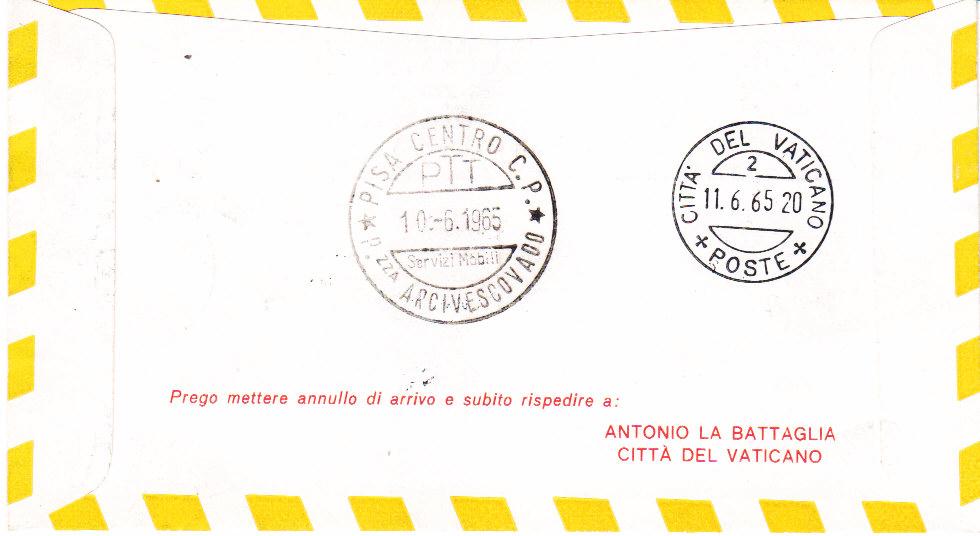 PISA CENTRO C.P.
PTT
10.-6.1965
Servizi Mobili
P.zza ARCIVESCOVADO
CITTA' DEL VATICANO
2
11.6.65 20
POSTE
Prego mettere annullo di arrivo e subito rispedire a:
ANTONIO LA BATTAGLIA
CITTÀ DEL VATICANO